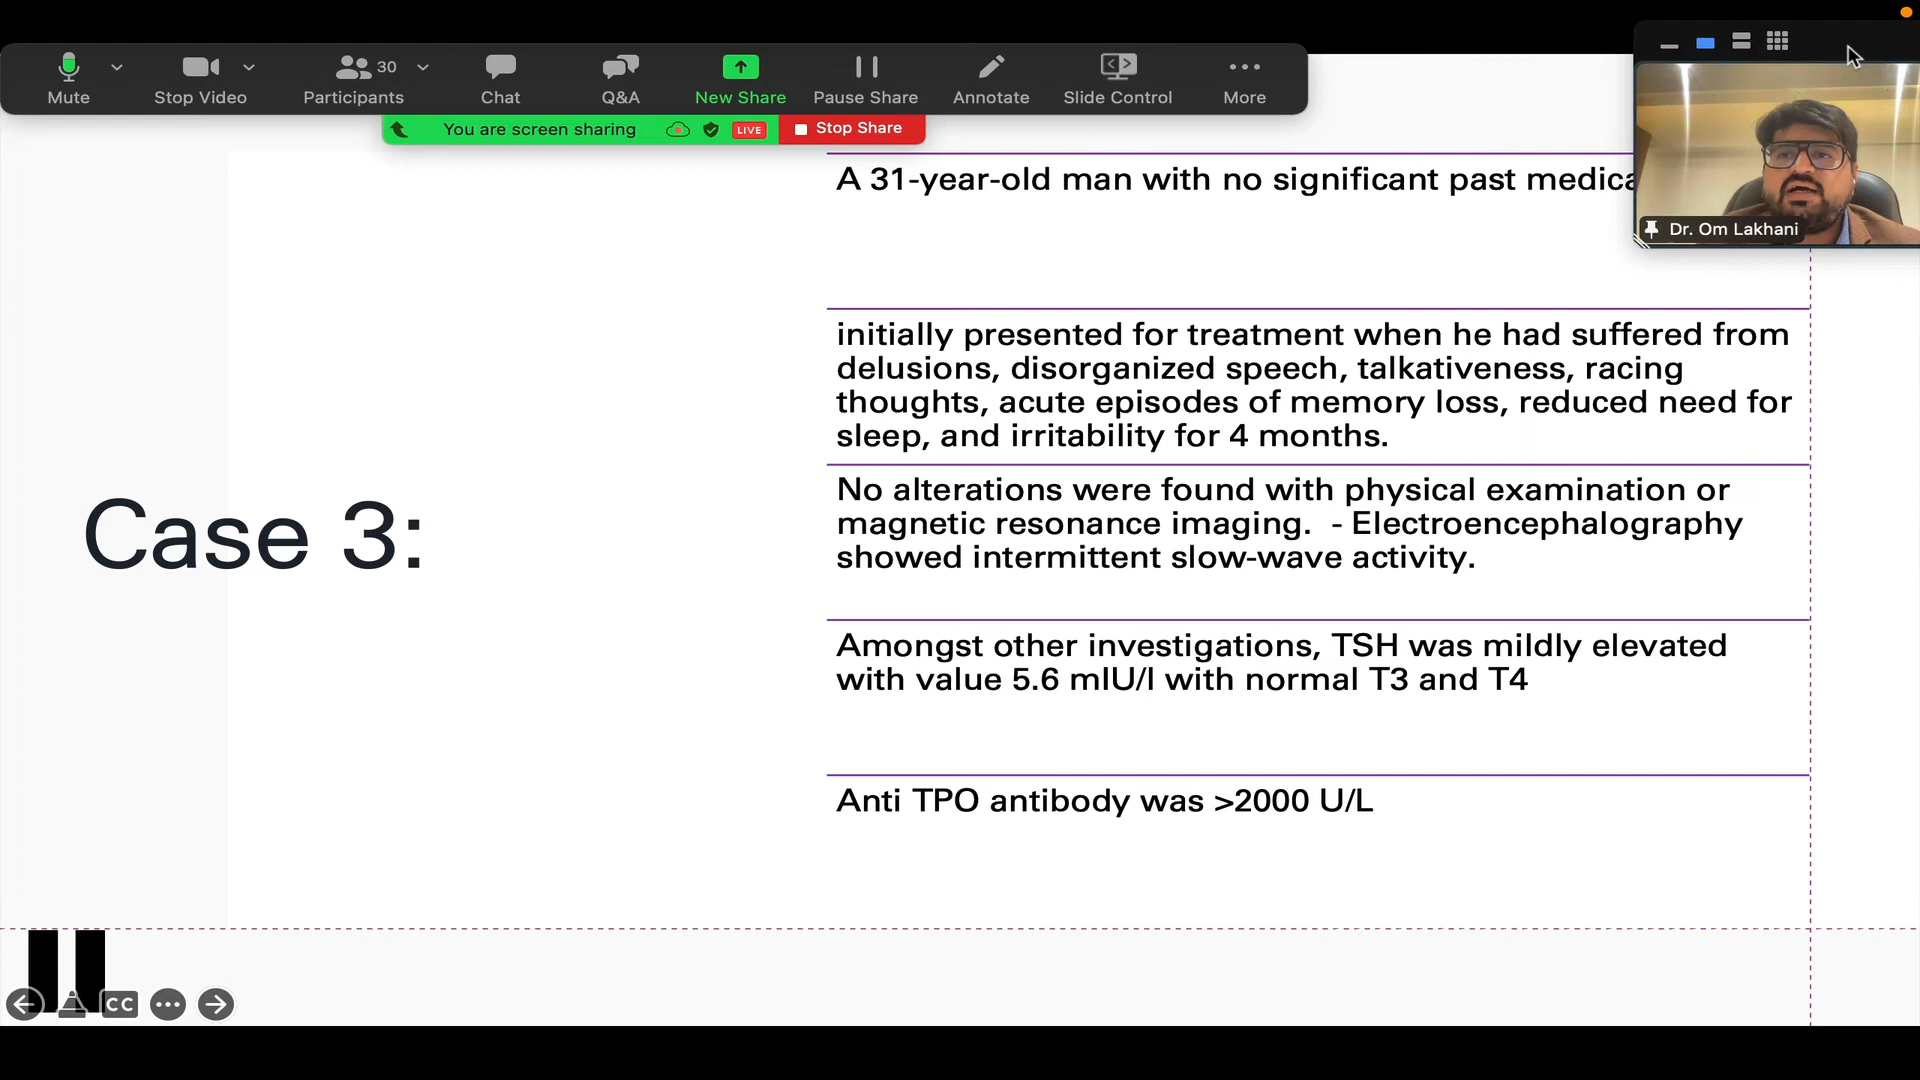 30
Mute
Stop Video
Participants
Chat
Q&A
New Share
Pause Share
Annotate
Slide Control
More
You are screen sharing
LIVE
Stop Share
Dr. Om Lakhani
Case 3:
A 31-year-old man with no significant past
initially presented for treatment when he had suffered from
delusions, disorganized speech, talkativeness, racing
thoughts, acute episodes of memory loss, reduced need for
sleep, and irritability for 4 months.
No alterations were found with physical examination or
magnetic resonance imaging.  - Electroencephalography
showed intermittent slow-wave activity.
Amongst other investigations, TSH was mildly elevated
with value 5.6 mIU/l with normal T3 and T4
Anti TPO antibody was >2000 U/L
CC